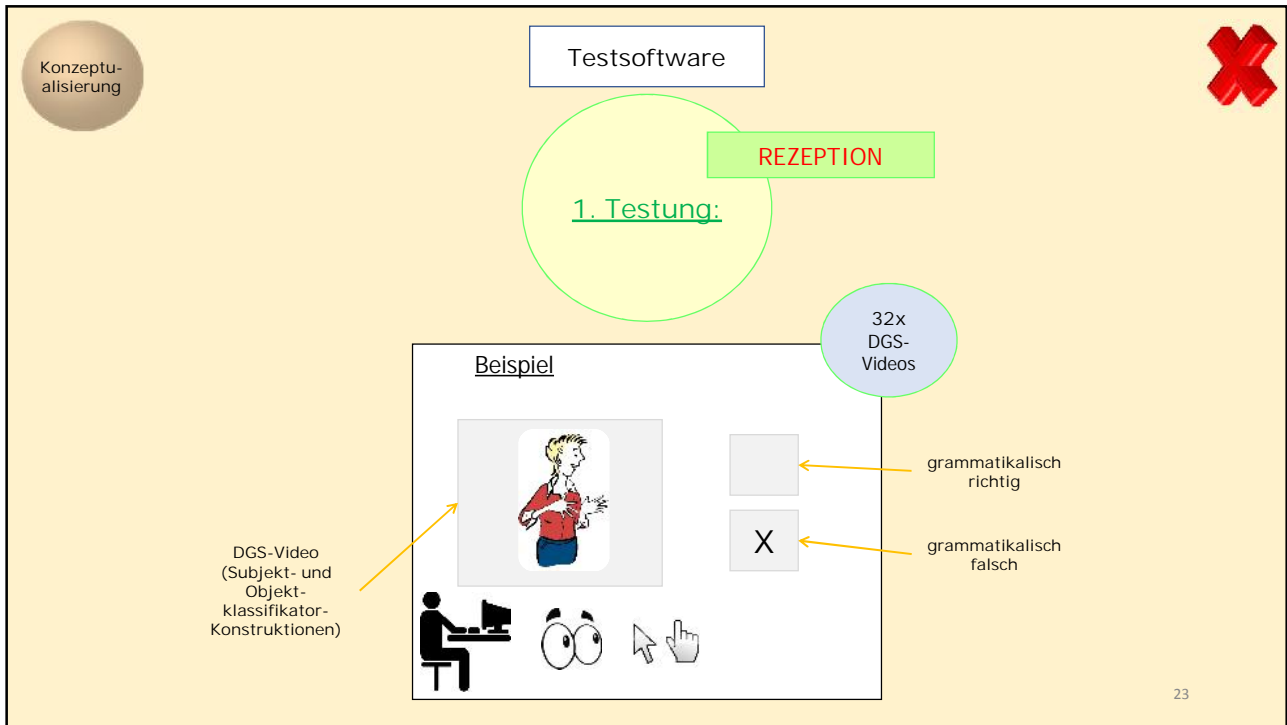 Konzeptu-
alisierung
Testsoftware
REZEPTION
1. Testung:
32x
DGS-
Videos
Beispiel
grammatikalisch
richtig
X
grammatikalisch
falsch
DGS-Video
(Subjekt- und
Objekt-
klassifikator-
Konstruktionen)
23